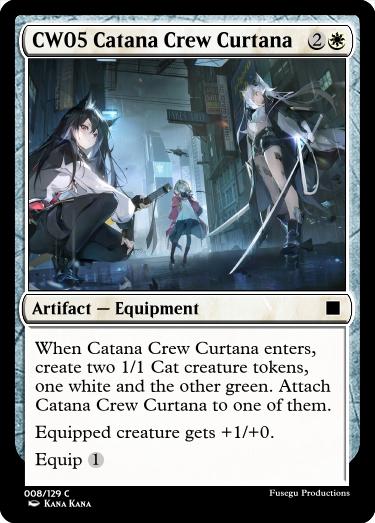 CW05 Catana Crew Curtana 2
Artifact — Equipment
When Catana Crew Curtana enters,
create two 1/1 Cat creature tokens,
one white and the other green. Attach
Catana Crew Curtana to one of them.
Equipped creature gets +1/+0.
Equip 1
008/129 C
Kana Kana
Fusegu Productions